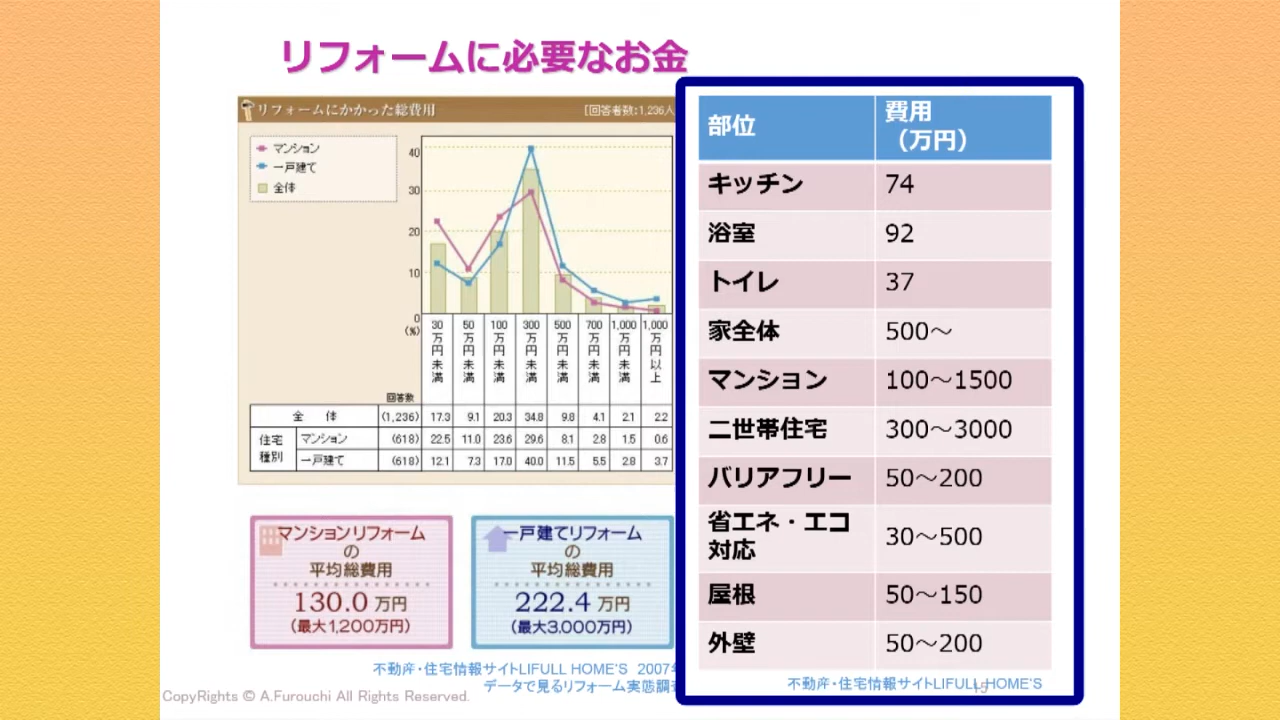 リフォームに必要なお金
リフォームにかかった総費用 [回答者数:1,236人
マンション
一戸建て
全体
40
30
20
10
0
(%)
30万円未満 50万円未満 100万円未満 300万円未満 500万円未満 700万円未満 1,000万円未満 1,000万円以上
回答数
全 体 (1,236) 17.3 9.1 20.3 34.8 9.8 4.1 2.1 2.2
住宅種別 マンション (618) 22.5 11.0 23.6 29.6 8.1 2.8 1.5 0.6
一戸建て (618) 12.1 7.3 17.0 40.0 11.5 5.5 2.8 3.7
マンションリフォーム
の
平均総費用
130.0 万円
(最大1,200万円)
一戸建てリフォーム
の
平均総費用
222.4 万円
(最大3,000万円)
不動産・住宅情報サイトLIFULL HOME'S 2007年
データで見るリフォーム実態調査
CopyRights © A.Furouchi All Rights Reserved.
部位 費用
（万円）
キッチン 74
浴室 92
トイレ 37
家全体 500～
マンション 100～1500
二世帯住宅 300～3000
バリアフリー 50～200
省エネ・エコ
対応 30～500
屋根 50～150
外壁 50～200
不動産・住宅情報サイトLIFULL HOME'S